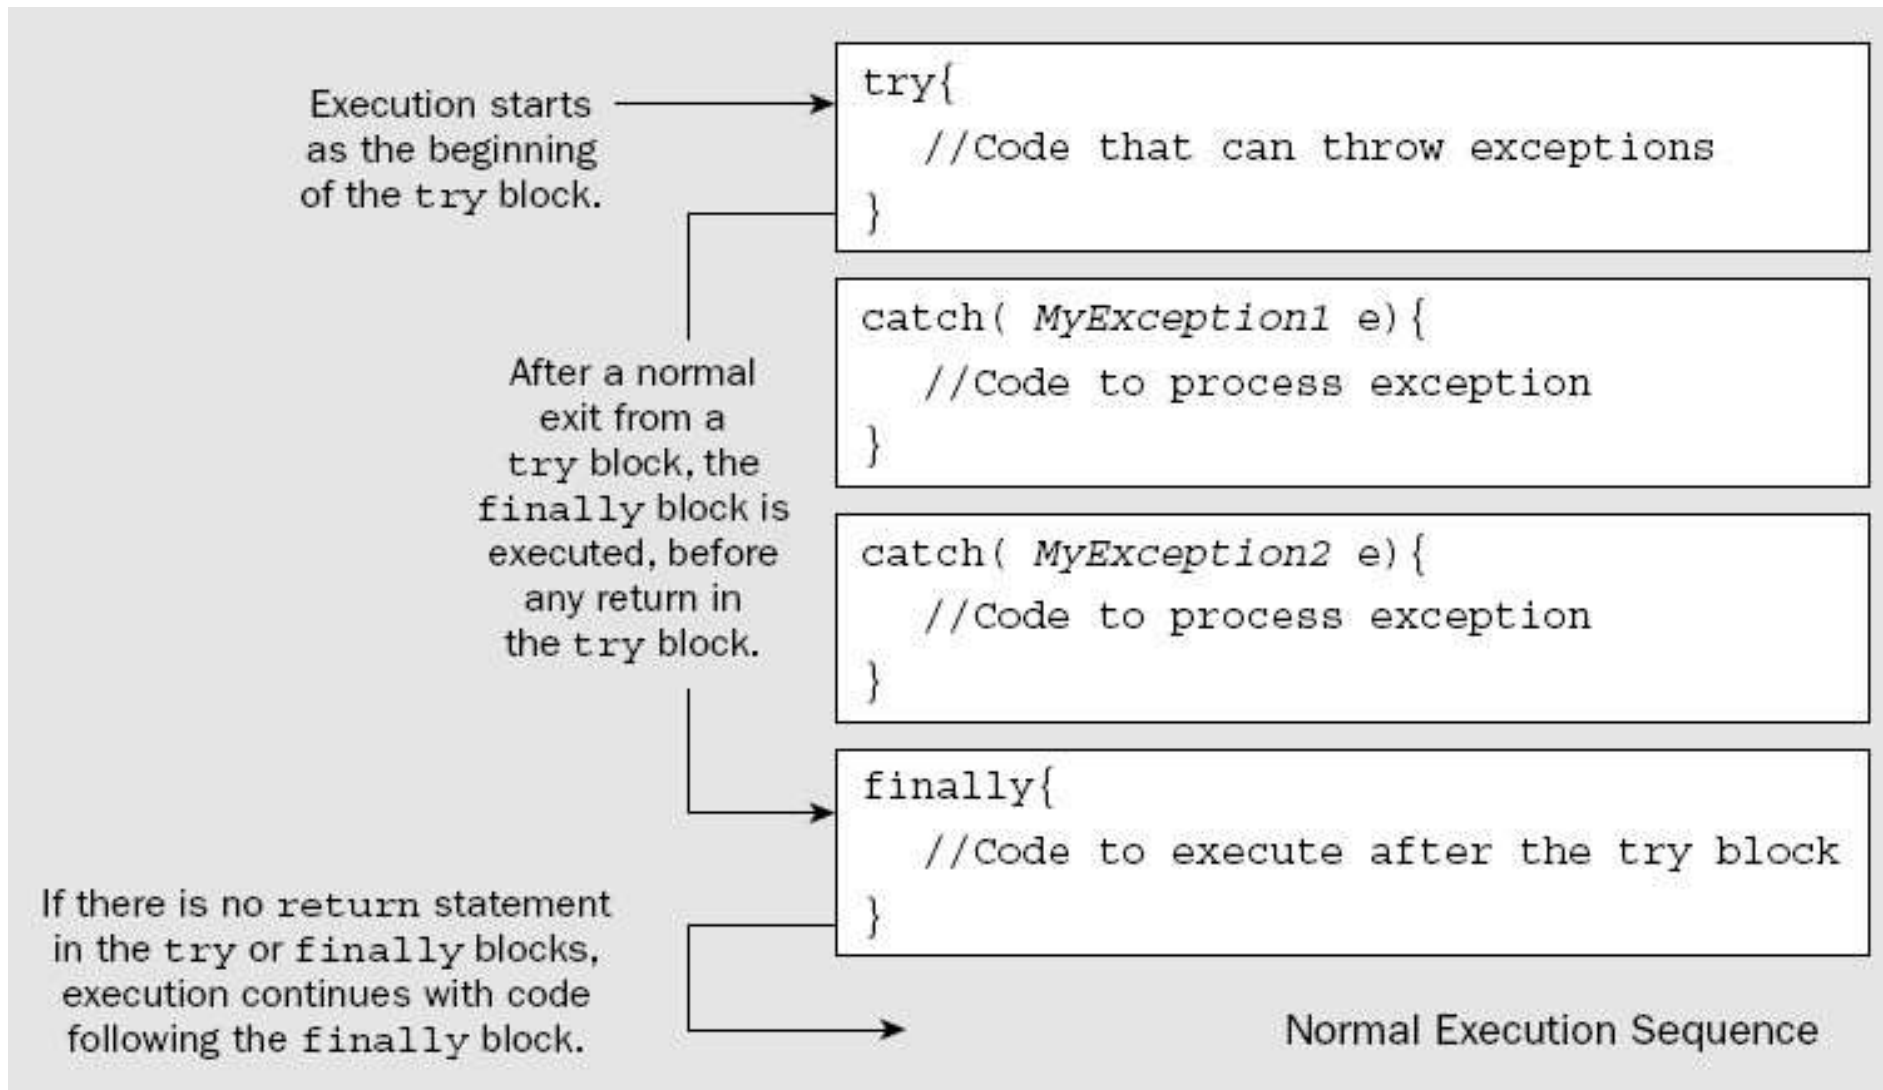 Execution starts
as the beginning
of the try block.
try{
//Code that can throw exceptions
}
catch( MyException1 e){
//Code to process exception
}
After a normal
exit from a
try block, the
finally block is
executed, before
any return in
the try block.
catch( MyException2 e){
//Code to process exception
}
finally{
//Code to execute after the try block
}
If there is no return statement
in the try or finally blocks,
execution continues with code
following the finally block.
Normal Execution Sequence